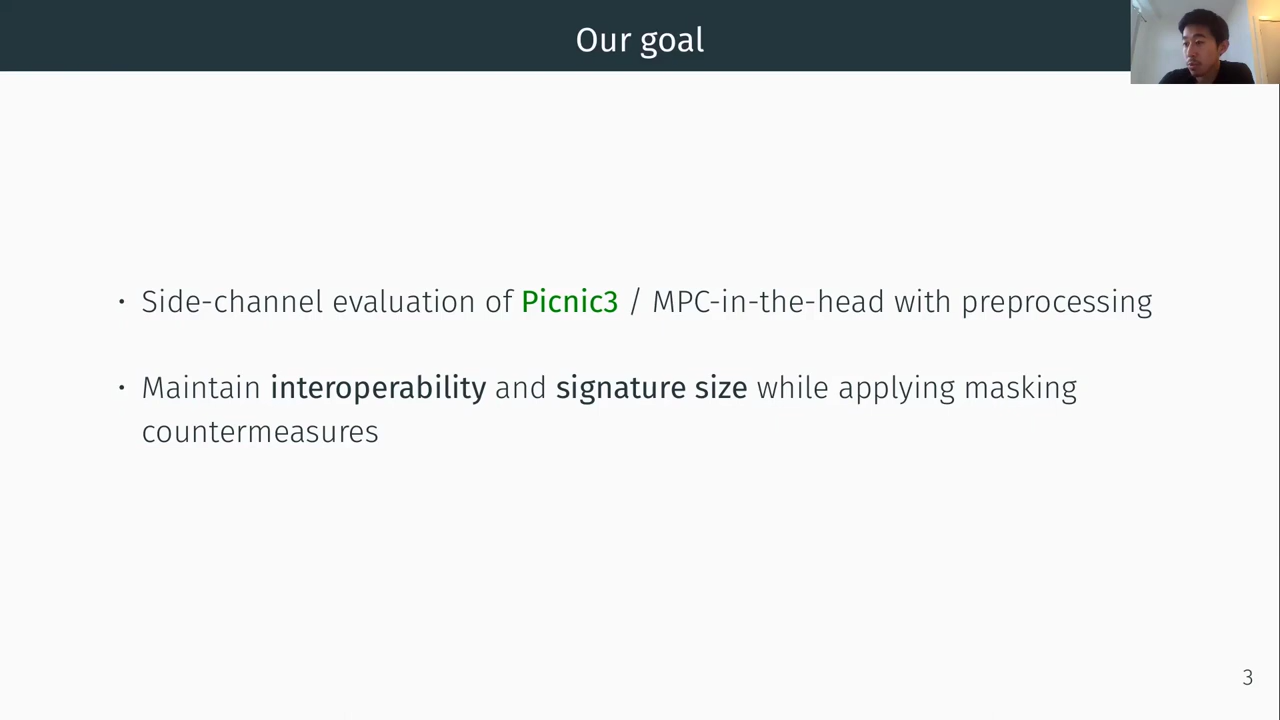 Our goal
• Side-channel evaluation of Picnic3 / MPC-in-the-head with preprocessing
• Maintain interoperability and signature size while applying masking
countermeasures
3